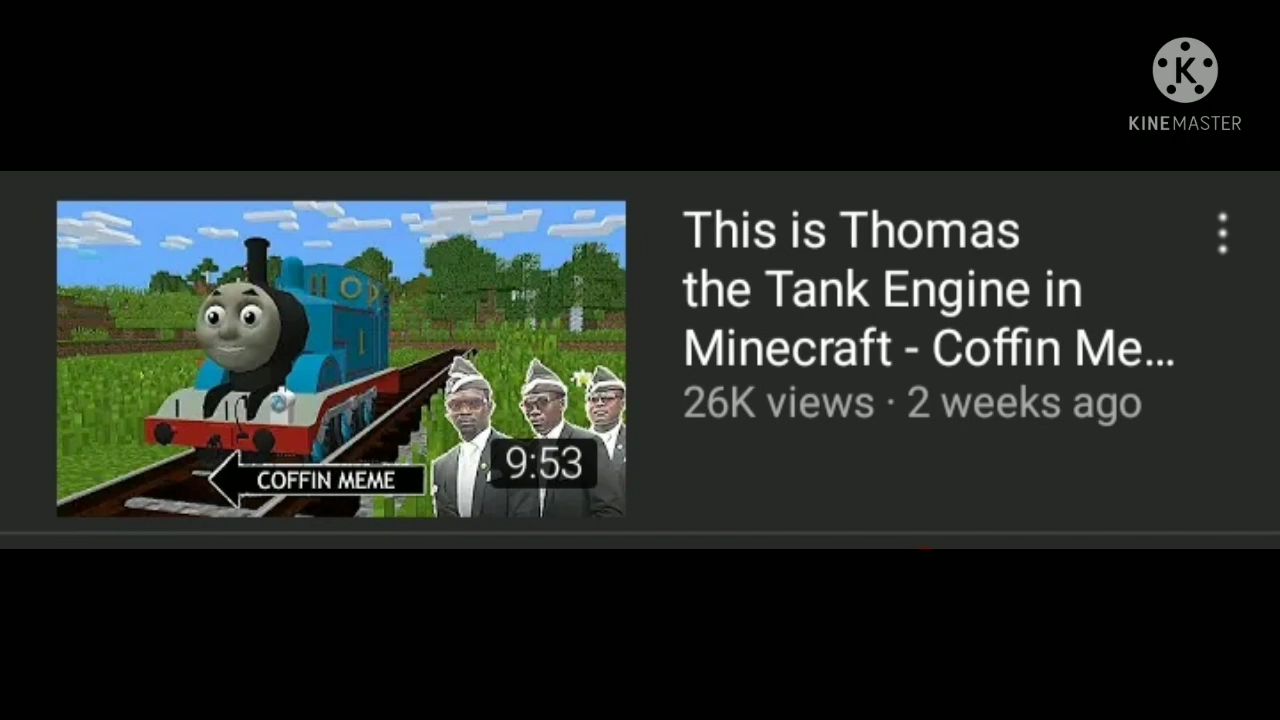 K
KINEMASTER
This is Thomas
the Tank Engine in
Minecraft - Coffin Me...
26K views · 2 weeks ago
COFFIN MEME
9:53